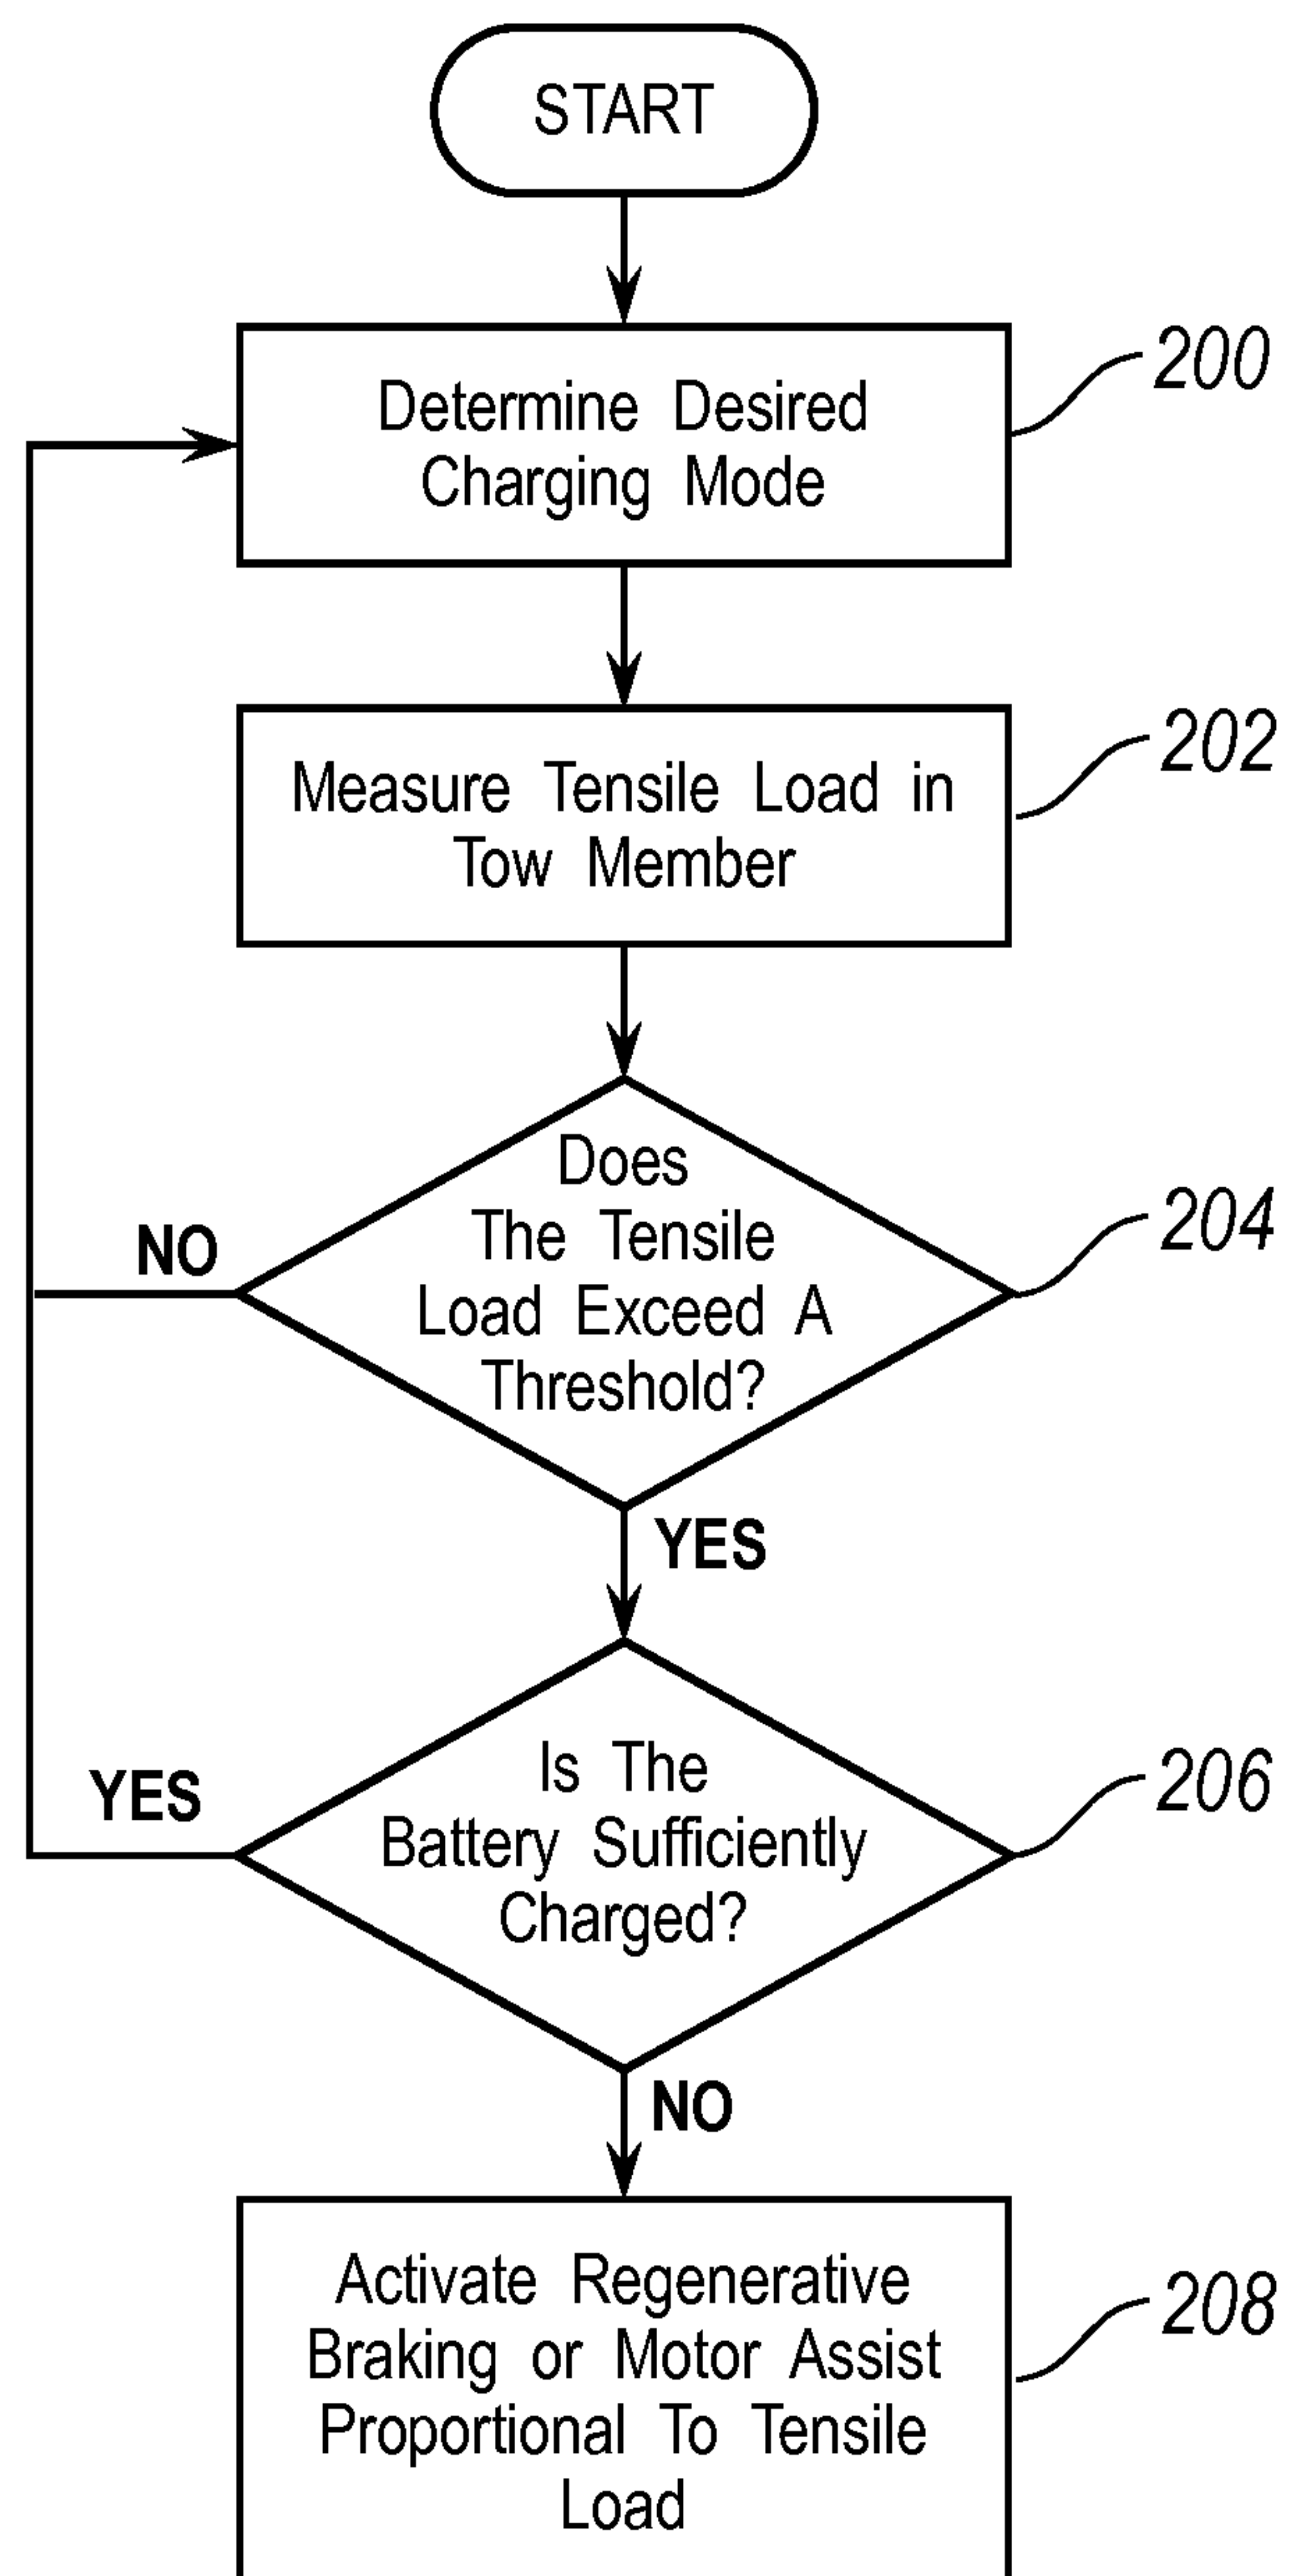 START
Determine Desired
Charging Mode
200
Measure Tensile Load in
Tow Member
202
Does
The Tensile
Load Exceed A
Threshold?
204
NO
YES
Is The
Battery Sufficiently
Charged?
206
YES
NO
Activate Regenerative
Braking or Motor Assist
Proportional To Tensile
Load
208